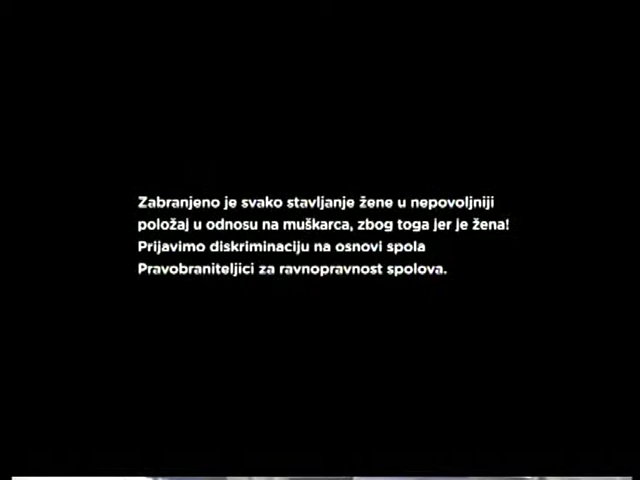 Zabranjeno je svako stavljanje žene u nepovoljniji
položaj u odnosu na muškarca, zbog toga jer je žena!
Prijavimo diskriminaciju na osnovi spola
Pravobraniteljici za ravnopravnost spolova.